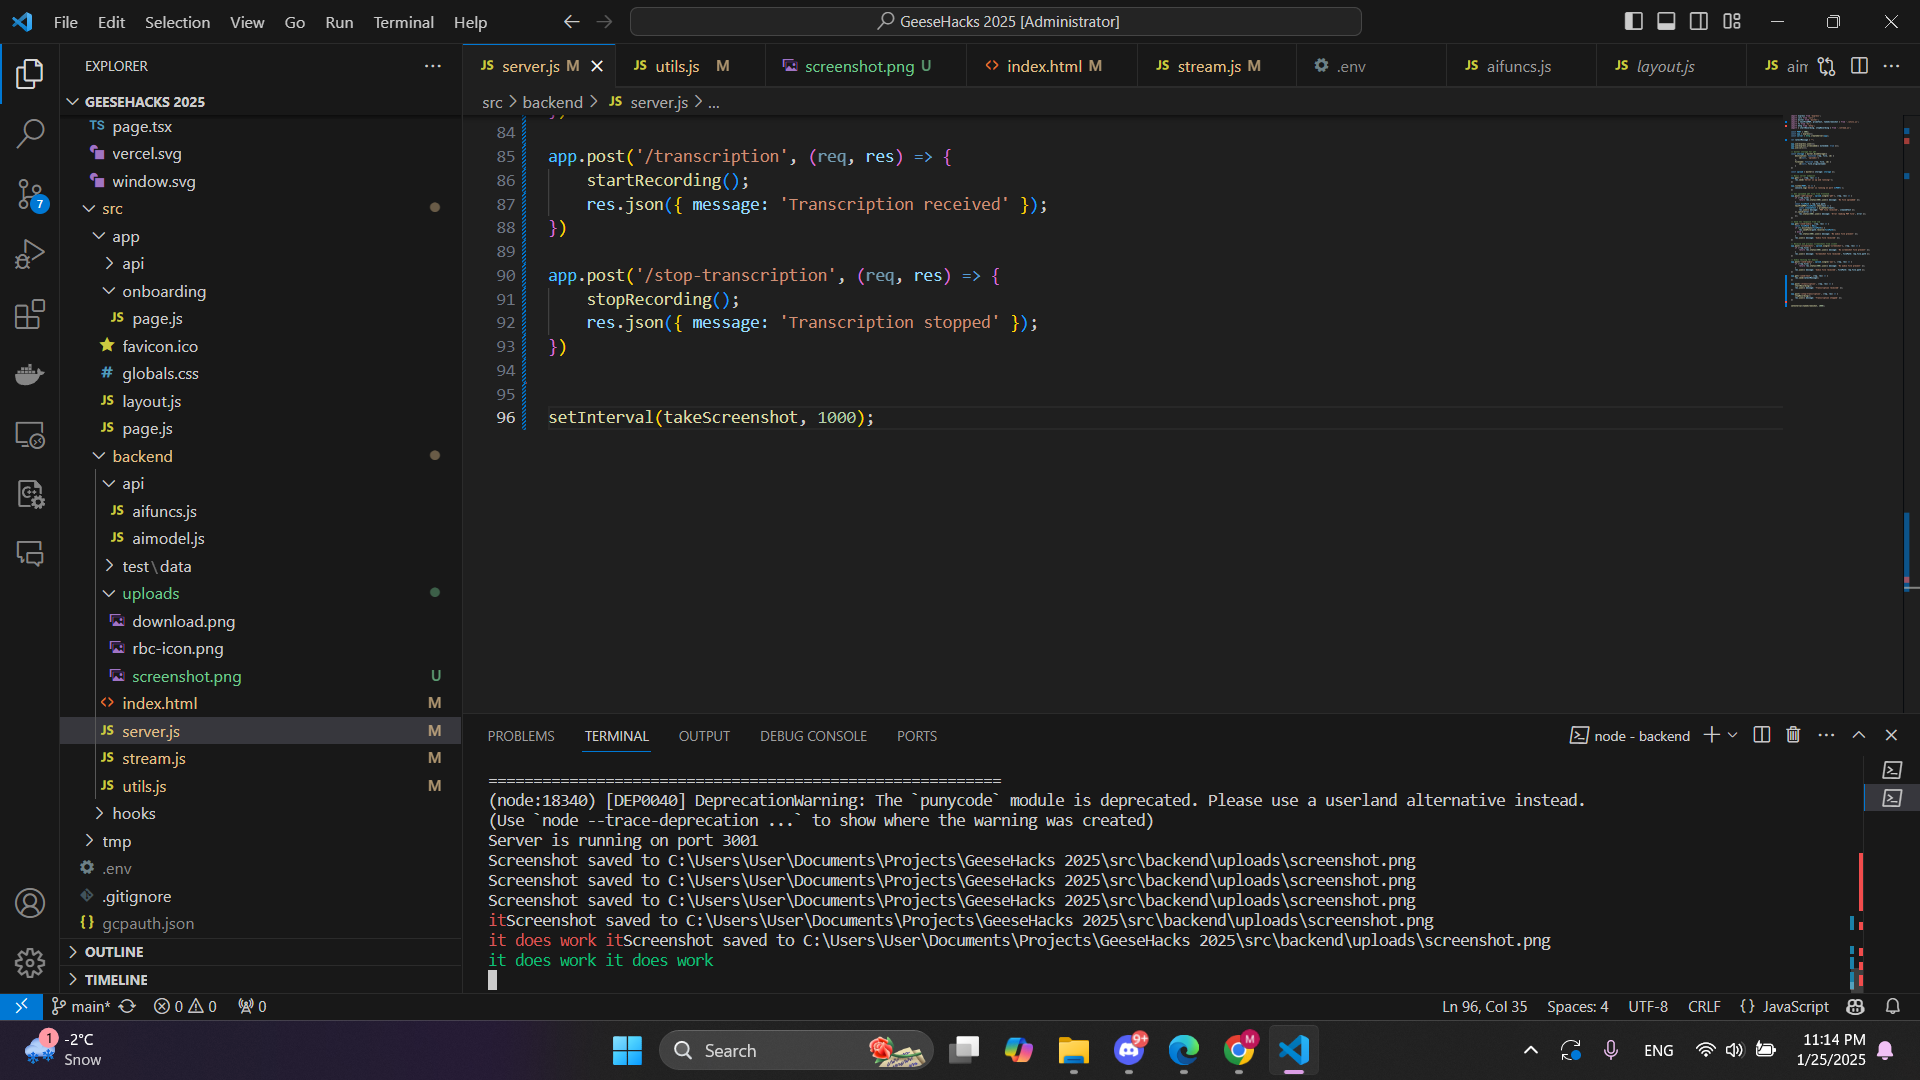 File Edit Selection View Go Run Terminal Help
GeeseHacks 2025 [Administrator]
EXPLORER
GEESEHACKS 2025
TS page.tsx
vercel.svg
window.svg
src
app
api
onboarding
JS page.js
favicon.ico
# globals.css
JS layout.js
JS page.js
backend
api
JS aifuncs.js
JS aimodel.js
test\data
uploads
download.png
rbc-icon.png
screenshot.png U
<> index.html M
JS server.js M
JS stream.js M
JS utils.js M
hooks
tmp
.env
.gitignore
{} gcpauth.json
OUTLINE
TIMELINE
7
JS server.js M
JS utils.js M
screenshot.png U
<> index.html M
JS stream.js M
.env
JS aifuncs.js
JS layout.js
JS aim
src > backend > JS server.js > ...
84
85 app.post('/transcription', (req, res) => {
86 startRecording();
87 res.json({ message: 'Transcription received' });
88 })
89
90 app.post('/stop-transcription', (req, res) => {
91 stopRecording();
92 res.json({ message: 'Transcription stopped' });
93 })
94
95
96 setInterval(takeScreenshot, 1000);
PROBLEMS TERMINAL OUTPUT DEBUG CONSOLE PORTS
node - backend
=========================================================
(node:18340) [DEP0040] DeprecationWarning: The `punycode` module is deprecated. Please use a userland alternative instead.
(Use `node --trace-deprecation ...` to show where the warning was created)
Server is running on port 3001
Screenshot saved to C:\Users\User\Documents\Projects\GeeseHacks 2025\src\backend\uploads\screenshot.png
Screenshot saved to C:\Users\User\Documents\Projects\GeeseHacks 2025\src\backend\uploads\screenshot.png
Screenshot saved to C:\Users\User\Documents\Projects\GeeseHacks 2025\src\backend\uploads\screenshot.png
itScreenshot saved to C:\Users\User\Documents\Projects\GeeseHacks 2025\src\backend\uploads\screenshot.png
it does work itScreenshot saved to C:\Users\User\Documents\Projects\GeeseHacks 2025\src\backend\uploads\screenshot.png
it does work it does work
main* 0 0 0
Ln 96, Col 35 Spaces: 4 UTF-8 CRLF {} JavaScript
1 -2°C
Snow
Search
9+
M
ENG
11:14 PM
1/25/2025